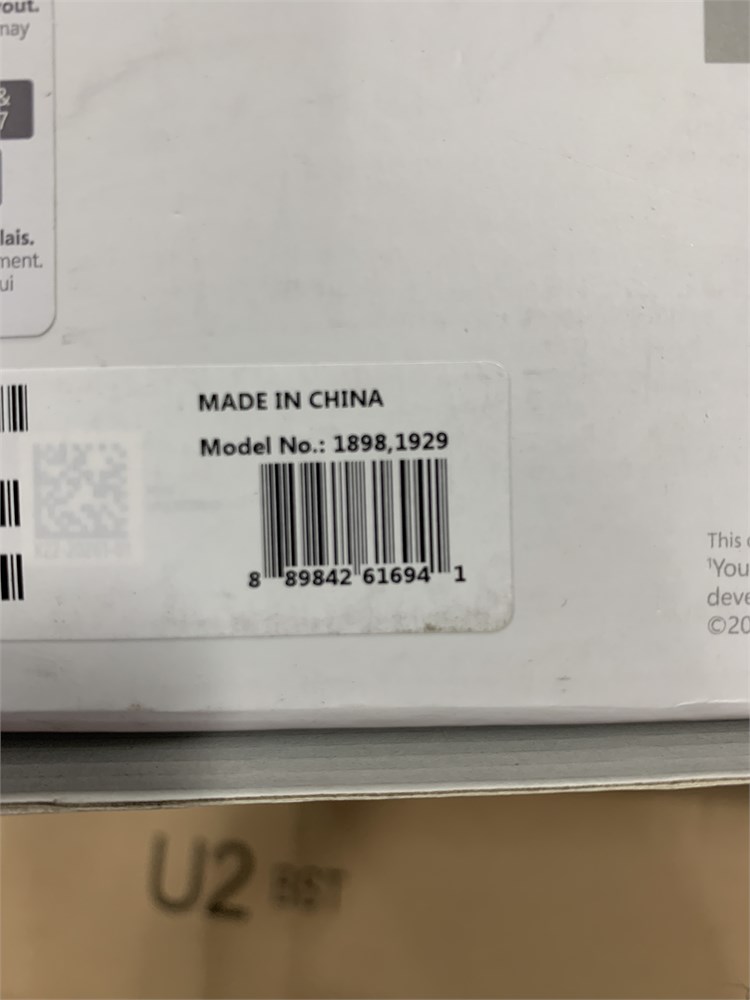 out.
may
&
7
lais.
ment.
ui
MADE IN CHINA
Model No.: 1898,1929
8 89842 61694 1
This
¹You
deve
©20
U2